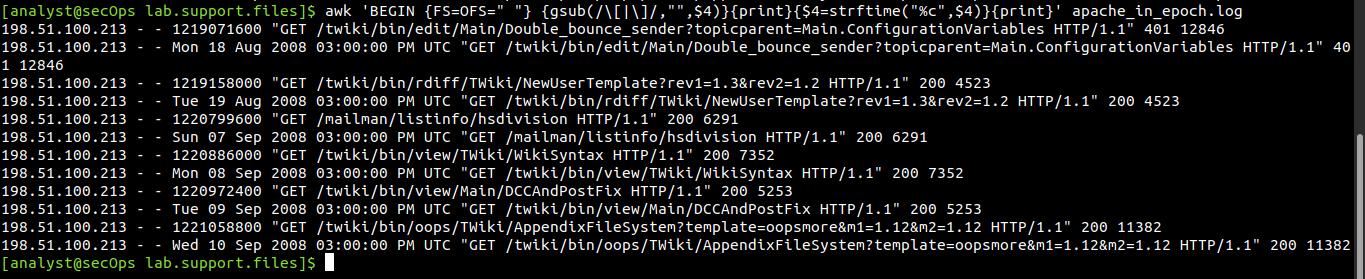 [analyst@secOps lab.support.files]$ awk 'BEGIN {FS=OFS=" "} {gsub(/\[|\]/,"",$4)}{print}{$4=strftime("%c",$4)}{print}' apache_in_epoch.log
198.51.100.213 - - 1219071600 "GET /twiki/bin/edit/Main/Double_bounce_sender?topicparent=Main.ConfigurationVariables HTTP/1.1" 401 12846
198.51.100.213 - - Mon 18 Aug 2008 03:00:00 PM UTC "GET /twiki/bin/edit/Main/Double_bounce_sender?topicparent=Main.ConfigurationVariables HTTP/1.1" 40
1 12846
198.51.100.213 - - 1219158000 "GET /twiki/bin/rdiff/TWiki/NewUserTemplate?rev1=1.3&rev2=1.2 HTTP/1.1" 200 4523
198.51.100.213 - - Tue 19 Aug 2008 03:00:00 PM UTC "GET /twiki/bin/rdiff/TWiki/NewUserTemplate?rev1=1.3&rev2=1.2 HTTP/1.1" 200 4523
198.51.100.213 - - 1220799600 "GET /mailman/listinfo/hsdivision HTTP/1.1" 200 6291
198.51.100.213 - - Sun 07 Sep 2008 03:00:00 PM UTC "GET /mailman/listinfo/hsdivision HTTP/1.1" 200 6291
198.51.100.213 - - 1220886000 "GET /twiki/bin/view/TWiki/WikiSyntax HTTP/1.1" 200 7352
198.51.100.213 - - Mon 08 Sep 2008 03:00:00 PM UTC "GET /twiki/bin/view/TWiki/WikiSyntax HTTP/1.1" 200 7352
198.51.100.213 - - 1220972400 "GET /twiki/bin/view/Main/DCCAndPostFix HTTP/1.1" 200 5253
198.51.100.213 - - Tue 09 Sep 2008 03:00:00 PM UTC "GET /twiki/bin/view/Main/DCCAndPostFix HTTP/1.1" 200 5253
198.51.100.213 - - 1221058800 "GET /twiki/bin/oops/TWiki/AppendixFileSystem?template=oopsmore&m1=1.12&m2=1.12 HTTP/1.1" 200 11382
198.51.100.213 - - Wed 10 Sep 2008 03:00:00 PM UTC "GET /twiki/bin/oops/TWiki/AppendixFileSystem?template=oopsmore&m1=1.12&m2=1.12 HTTP/1.1" 200 11382
[analyst@secOps lab.support.files]$